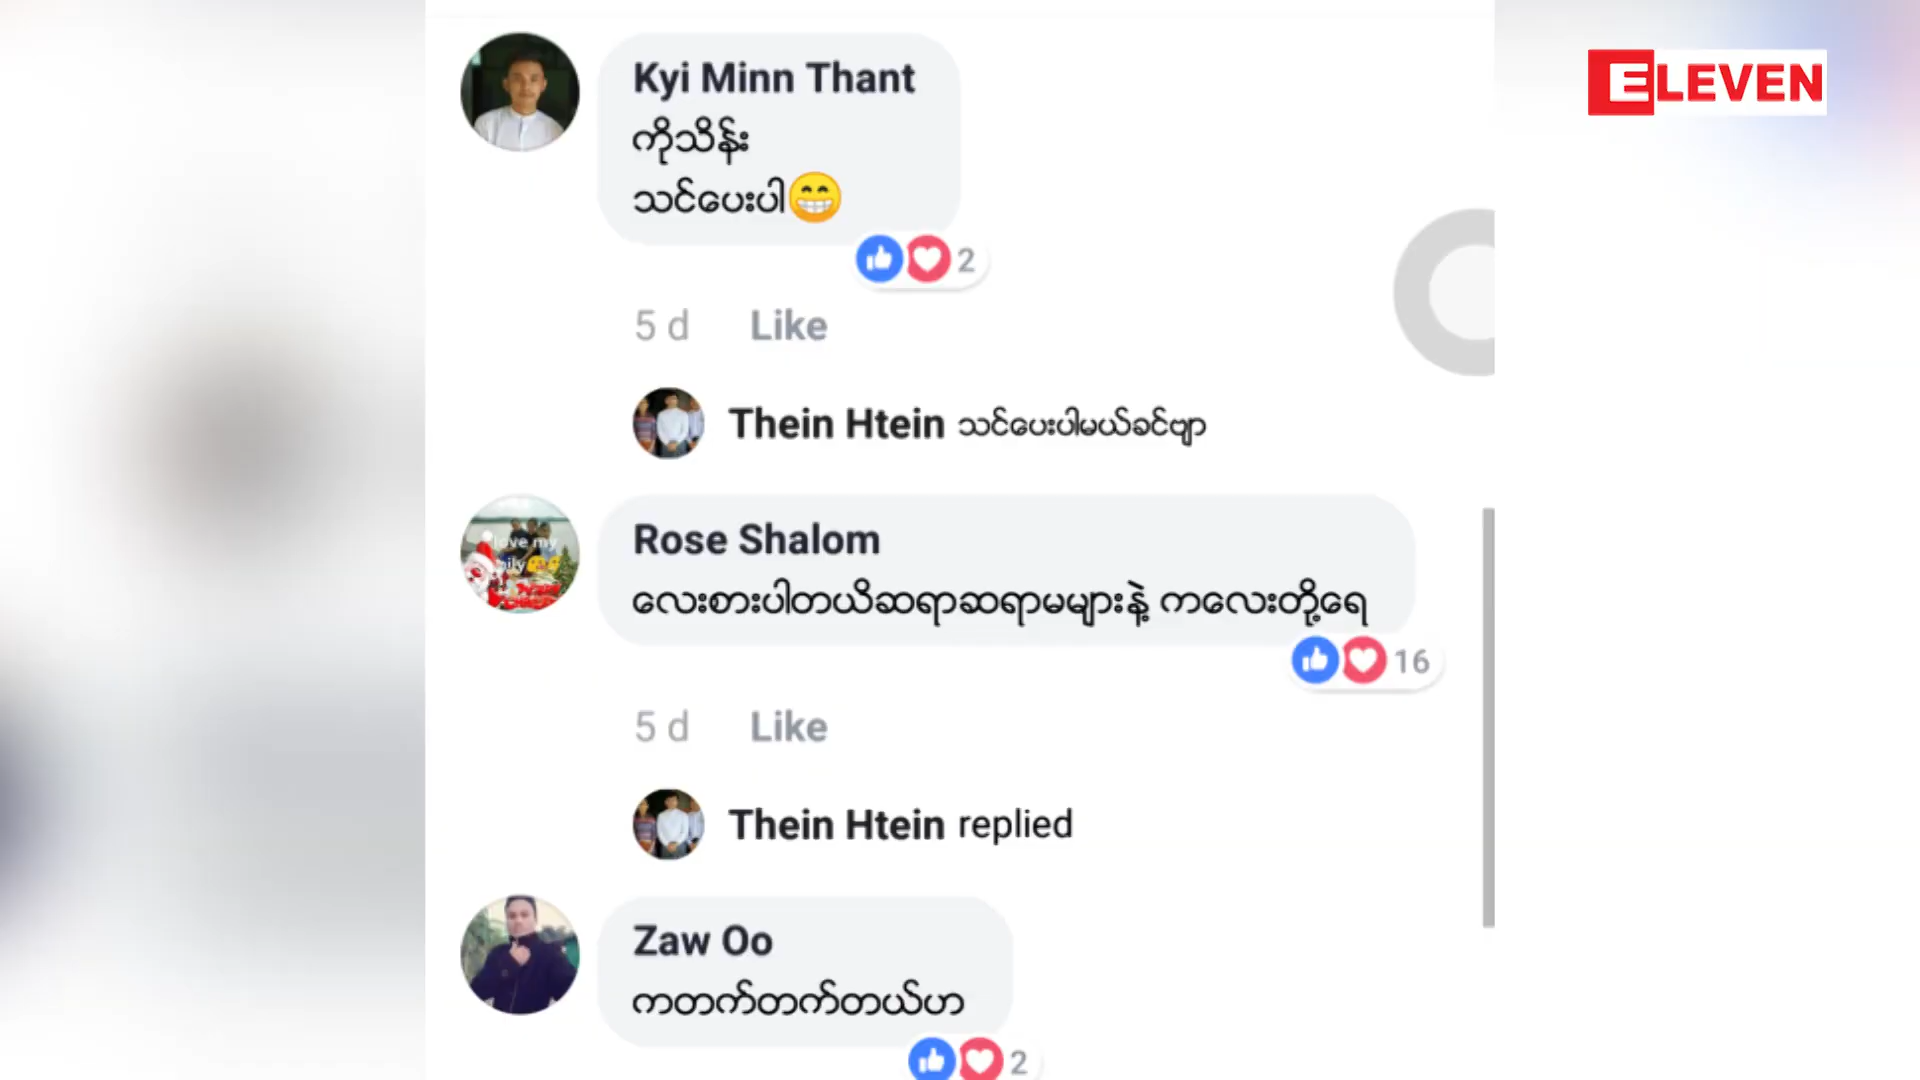 ELEVEN
Kyi Minn Thant
ကိုသိန်း
သင်ပေးပါ😁
2
5 d Like
Thein Htein သင်ပေးပါမယ်ခင်ဗျာ
Rose Shalom
လေးစားပါတယိဆရာဆရာမများနဲ့ ကလေးတို့ရေ
16
5 d Like
Thein Htein replied
Zaw Oo
ကတက်တက်တယ်ဟ
2